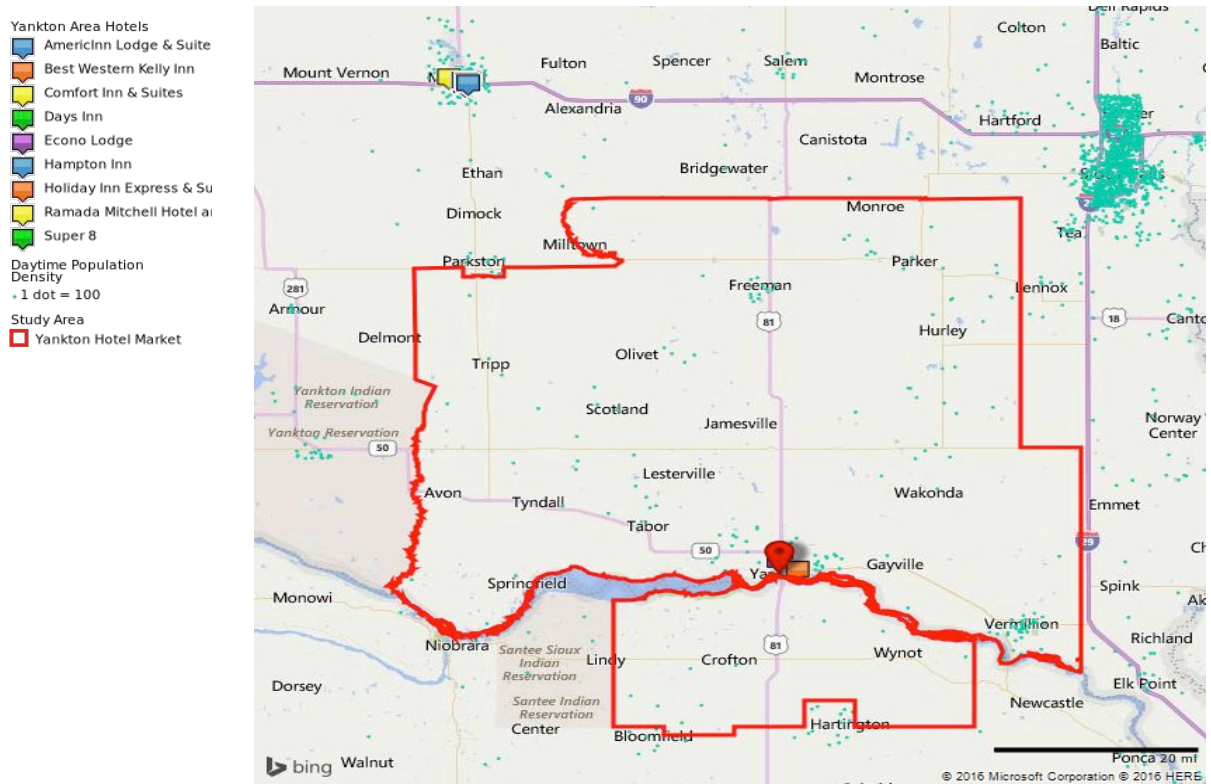 Yankton Area Hotels
AmericInn Lodge & Suite
Best Western Kelly Inn
Comfort Inn & Suites
Days Inn
Econo Lodge
Hampton Inn
Holiday Inn Express & Su
Ramada Mitchell Hotel a
Super 8
Daytime Population
Density
1 dot = 100
Study Area
Yankton Hotel Market
Dell Rapids
Colton
Baltic
Mount Vernon
Fulton
Spencer
Salem
Montrose
90
Alexandria
Hartford
Canistota
Ethan
Bridgewater
Dimock
Monroe
Milltown
Tea
Parkston
Parker
281
Freeman
Lennox
Armour
81
18
Canto
Delmont
Hurley
Tripp
Olivet
Yankton Indian
Reservation
Scotland
Jamesville
Norway
Center
Yankton Reservation
50
Lesterville
Avon
Tyndall
Wakonda
Emmet
Tabor
50
29
Ya
Gayville
Springfield
Spink
Monowi
Vermillion
Niobrara
Richland
Santee Sioux
Indian
Reservation
Lindy
Crofton
81
Wynot
Dorsey
Elk Point
Santee Indian
Reservation
Newcastle
Center
Bloomfield
Hartington
bing
Walnut
Ponca
20 mi
© 2016 Microsoft Corporation © 2016 HERE